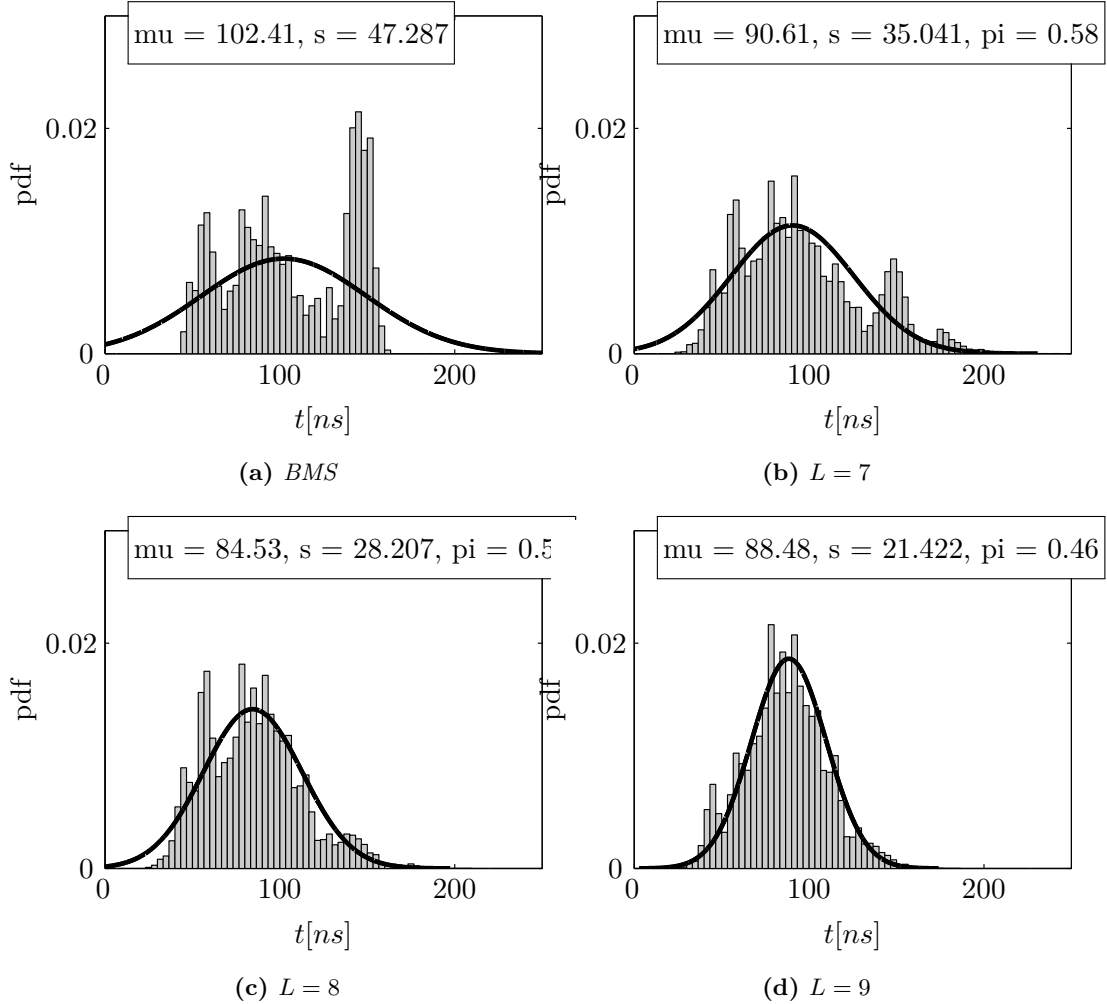 mu = 102.41, s = 47.287
pdf
0.02
0
0 100 200
t[ns]
(a) BMS
mu = 90.61, s = 35.041, pi = 0.58
pdf
0.02
0
0 100 200
t[ns]
(b) L = 7
mu = 84.53, s = 28.207, pi = 0.5
pdf
0.02
0
0 100 200
t[ns]
(c) L = 8
mu = 88.48, s = 21.422, pi = 0.46
pdf
0.02
0
0 100 200
t[ns]
(d) L = 9